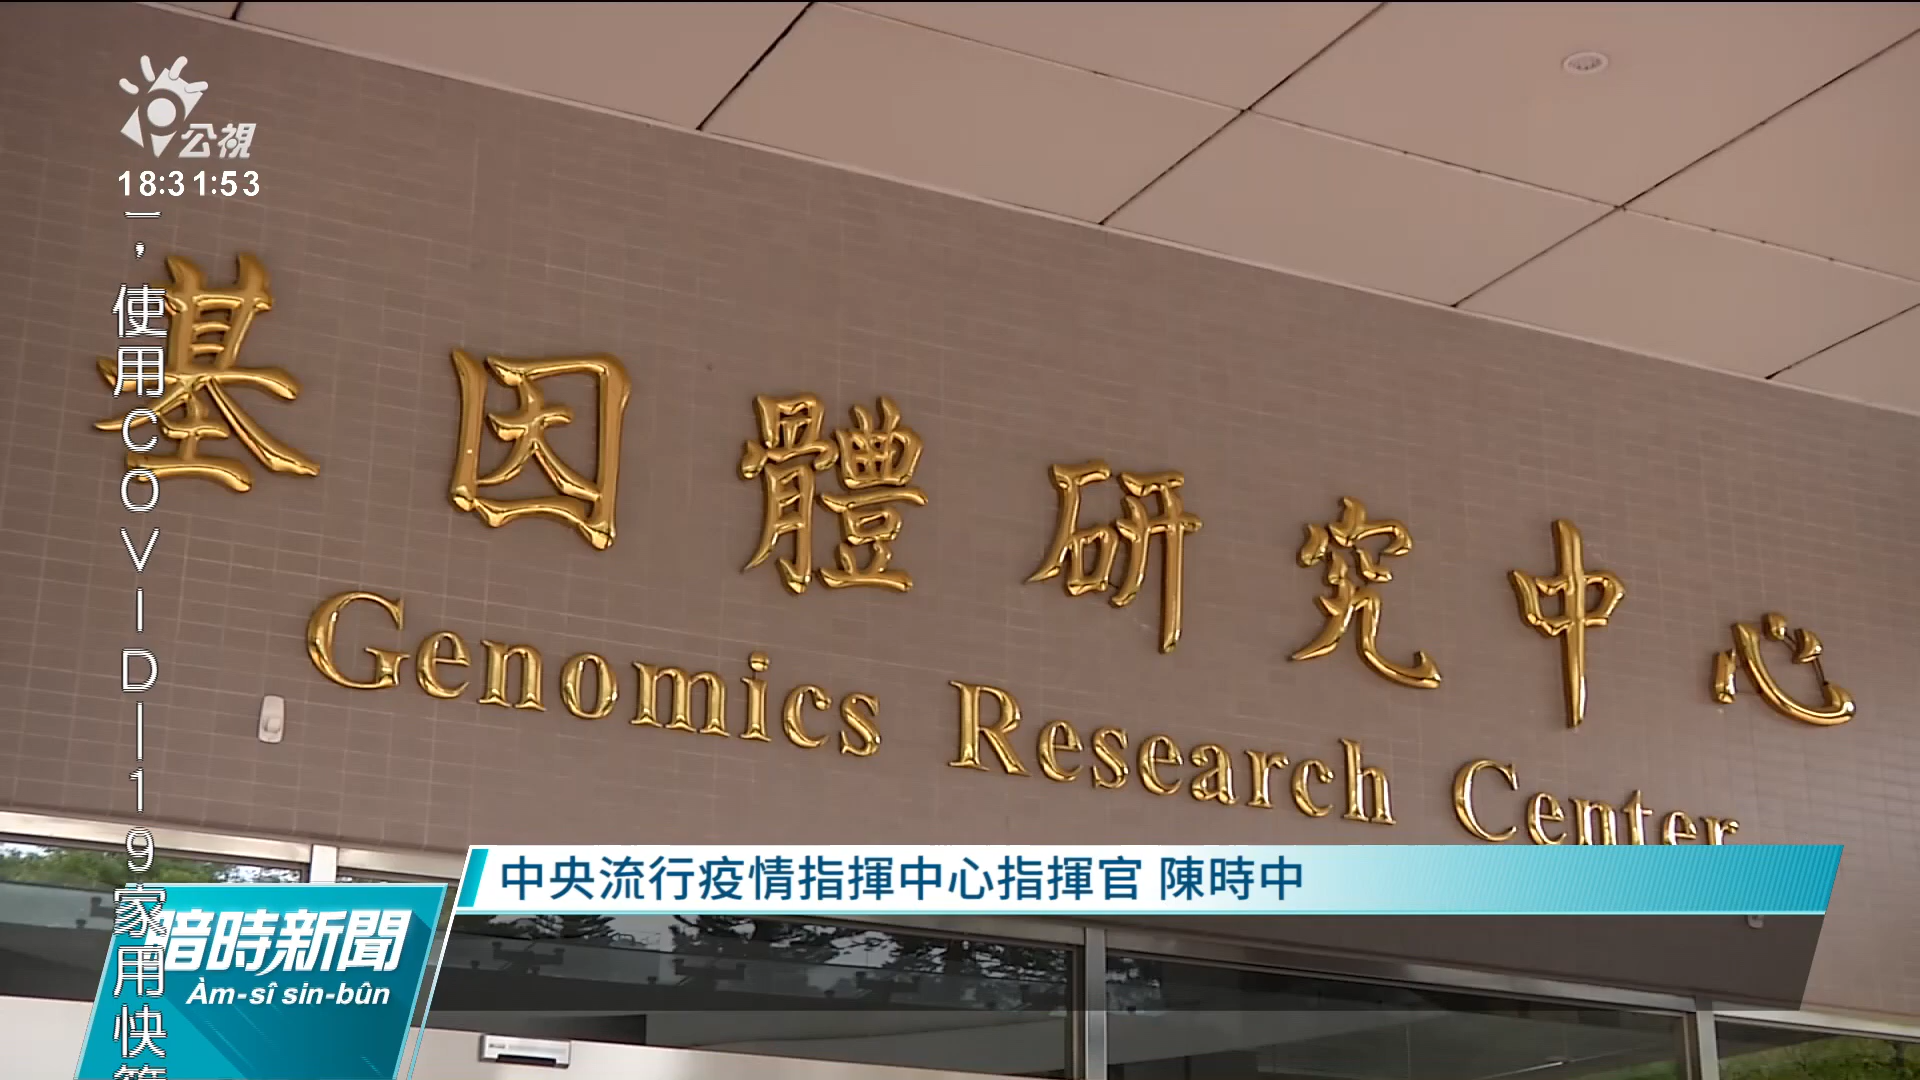 公視
18:31:53
一，使用COViD-19家用快篩
基因體研究中心
Genomics Research Center
中央流行疫情指揮中心指揮官 陳時中
暗時新聞
Àm-sî sin-bûn